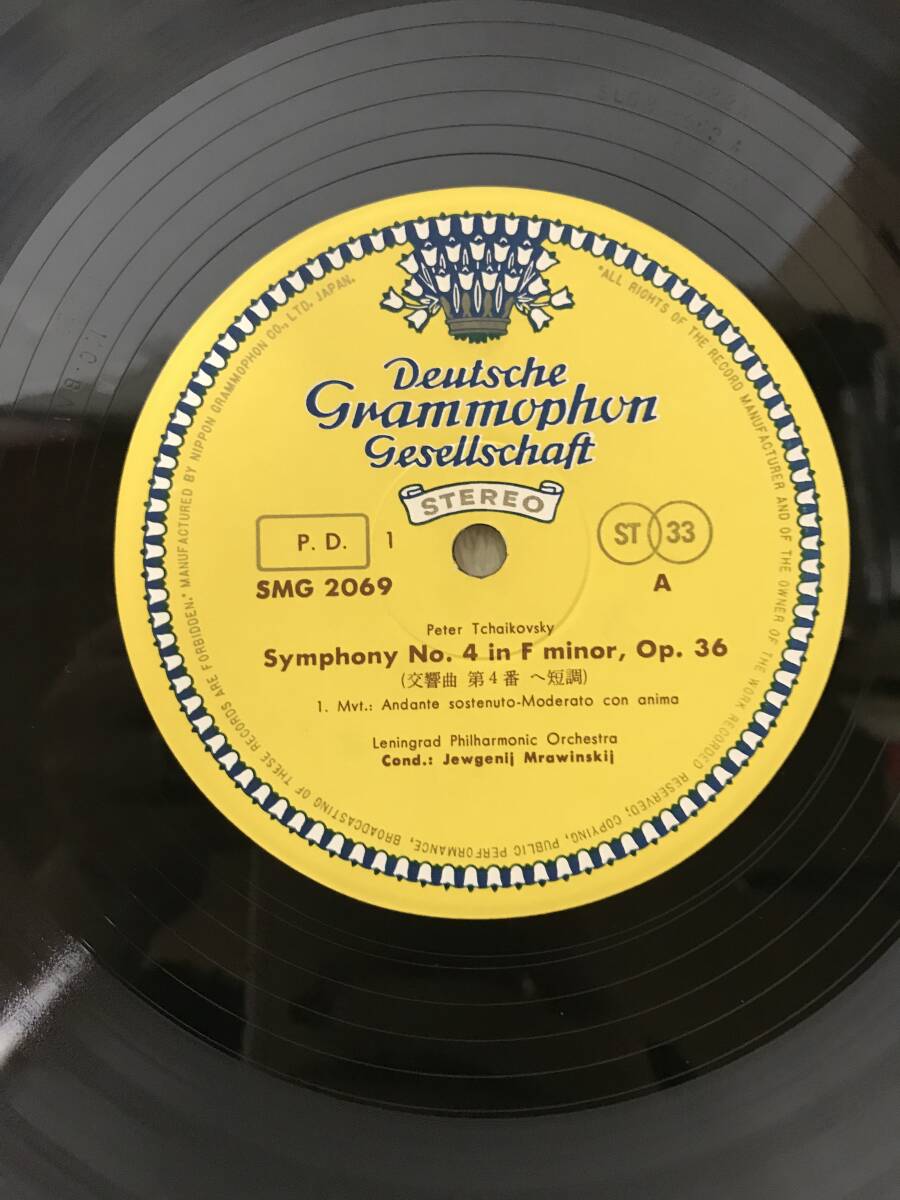 Deutsche
Grammophon
Gesellschaft
STEREO
P. D. 1
ST 33
SMG 2069
A
Peter Tchaikovsky
Symphony No. 4 in F minor, Op. 36
(交響曲 第4番 ヘ短調)
1. Mvt.: Andante sostenuto-Moderato con anima
Leningrad Philharmonic Orchestra
Cond.: Jewgenij Mrawinskij
"ALL RIGHTS OF THE RECORD MANUFACTURER AND OF THE OWNER OF THE WORK RECORDED RESERVED, COPYING, PUBLIC PERFORMANCE, BROADCASTING OF THESE RECORDS ARE FORBIDDEN." MANUFACTURED BY NIPPON GRAMMOPHON CO., LTD. JAPAN.